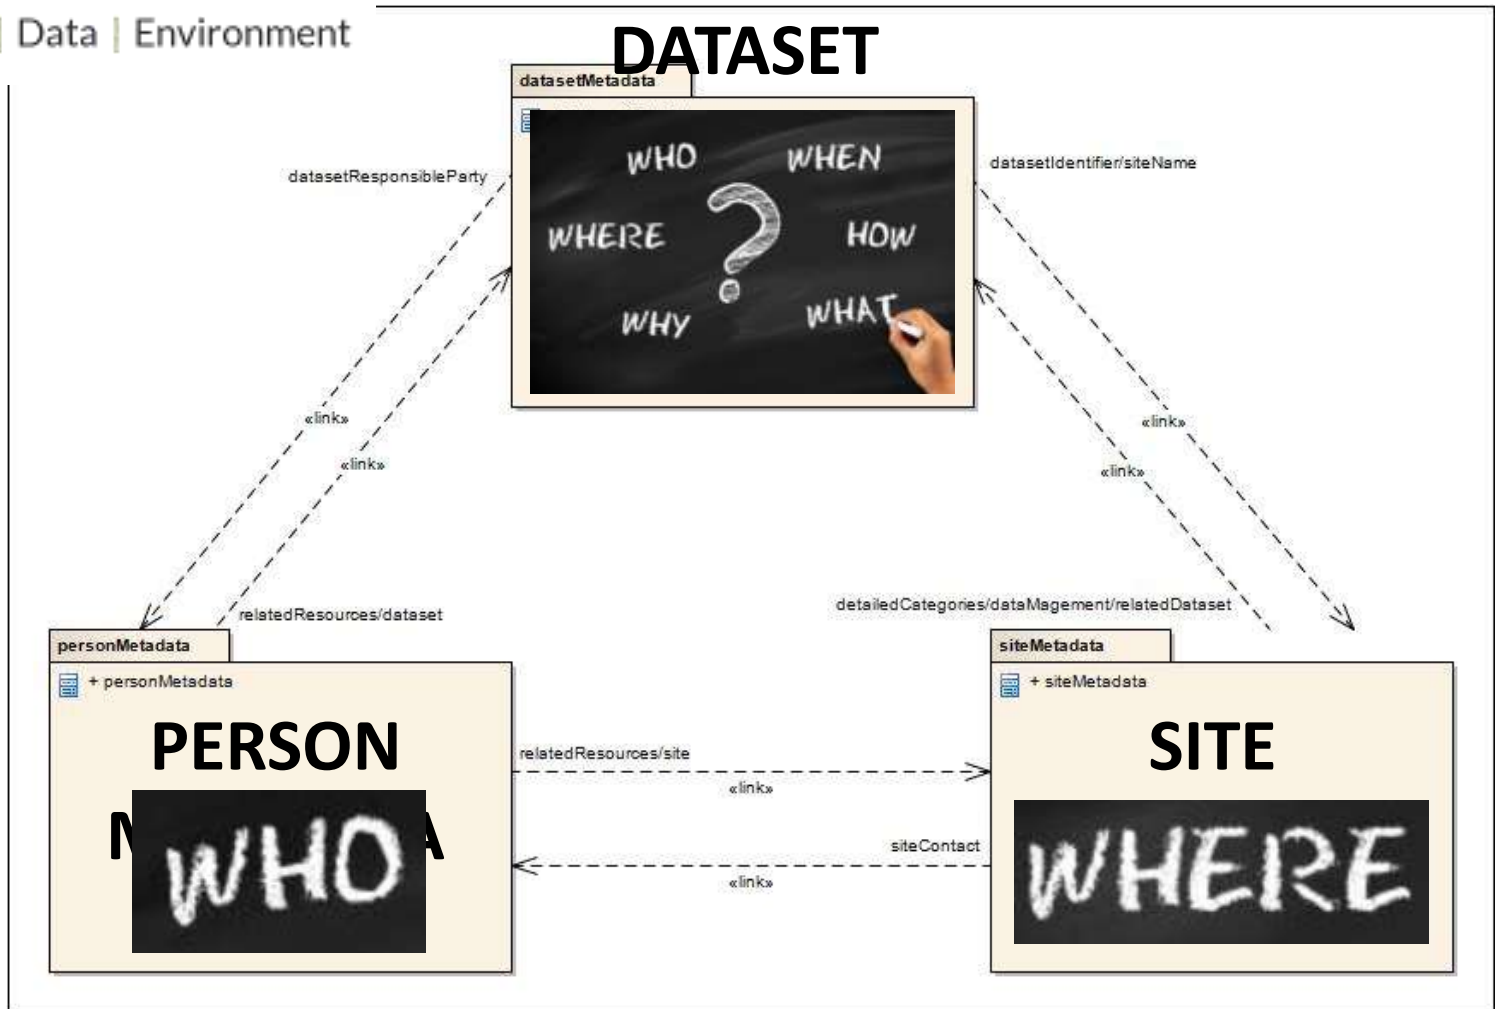 Data | Environment
DATASET
datasetMetadata
WHO WHEN
datasetResponsibleParty
datasetIdentifier/siteName
WHERE ? HOW
WHY WHAT
«link»
«link»
«link»
«link»
relatedResources/dataset
detailedCategories/dataMagement/relatedDataset
personMetadata
+ personMetadata
PERSON
WHO
siteMetadata
+ siteMetadata
SITE
WHERE
relatedResources/site
«link»
siteContact
«link»